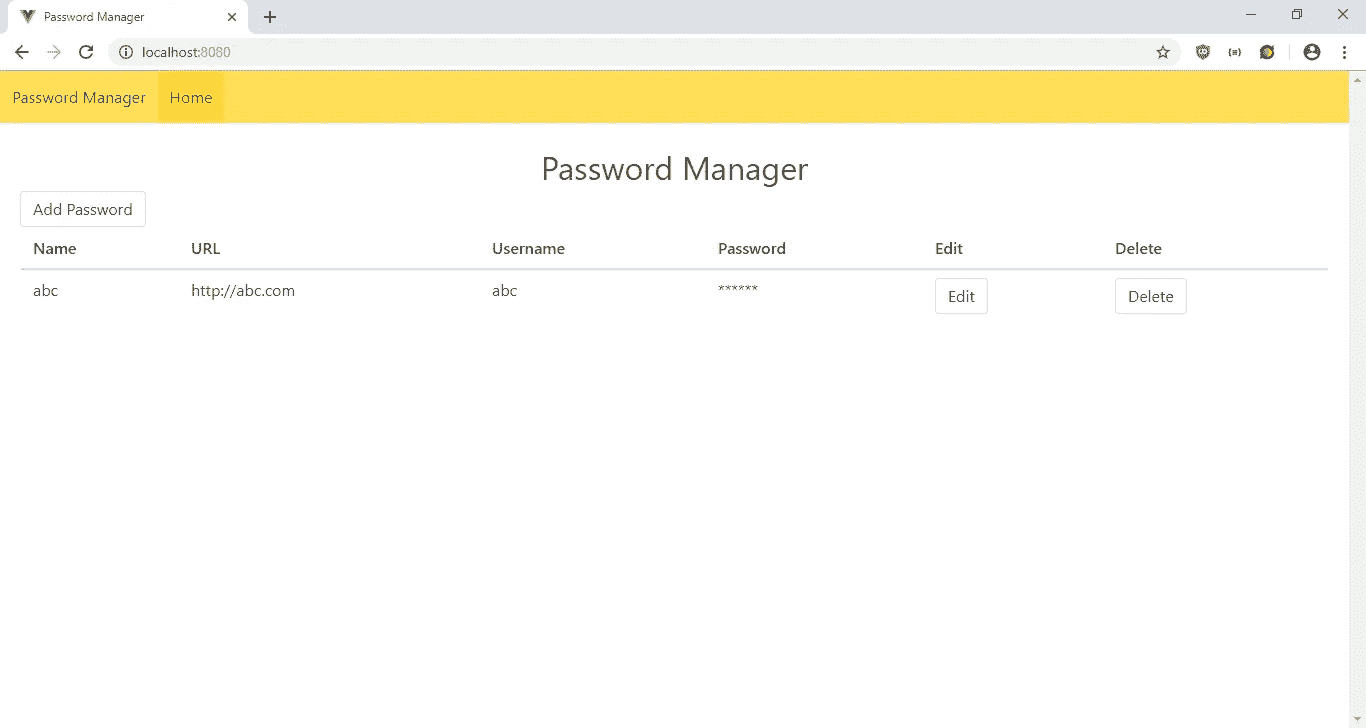 Password Manager
localhost:8080
Password Manager Home
Password Manager
Add Password
Name URL Username Password Edit Delete
abc http://abc.com abc ****** Edit Delete